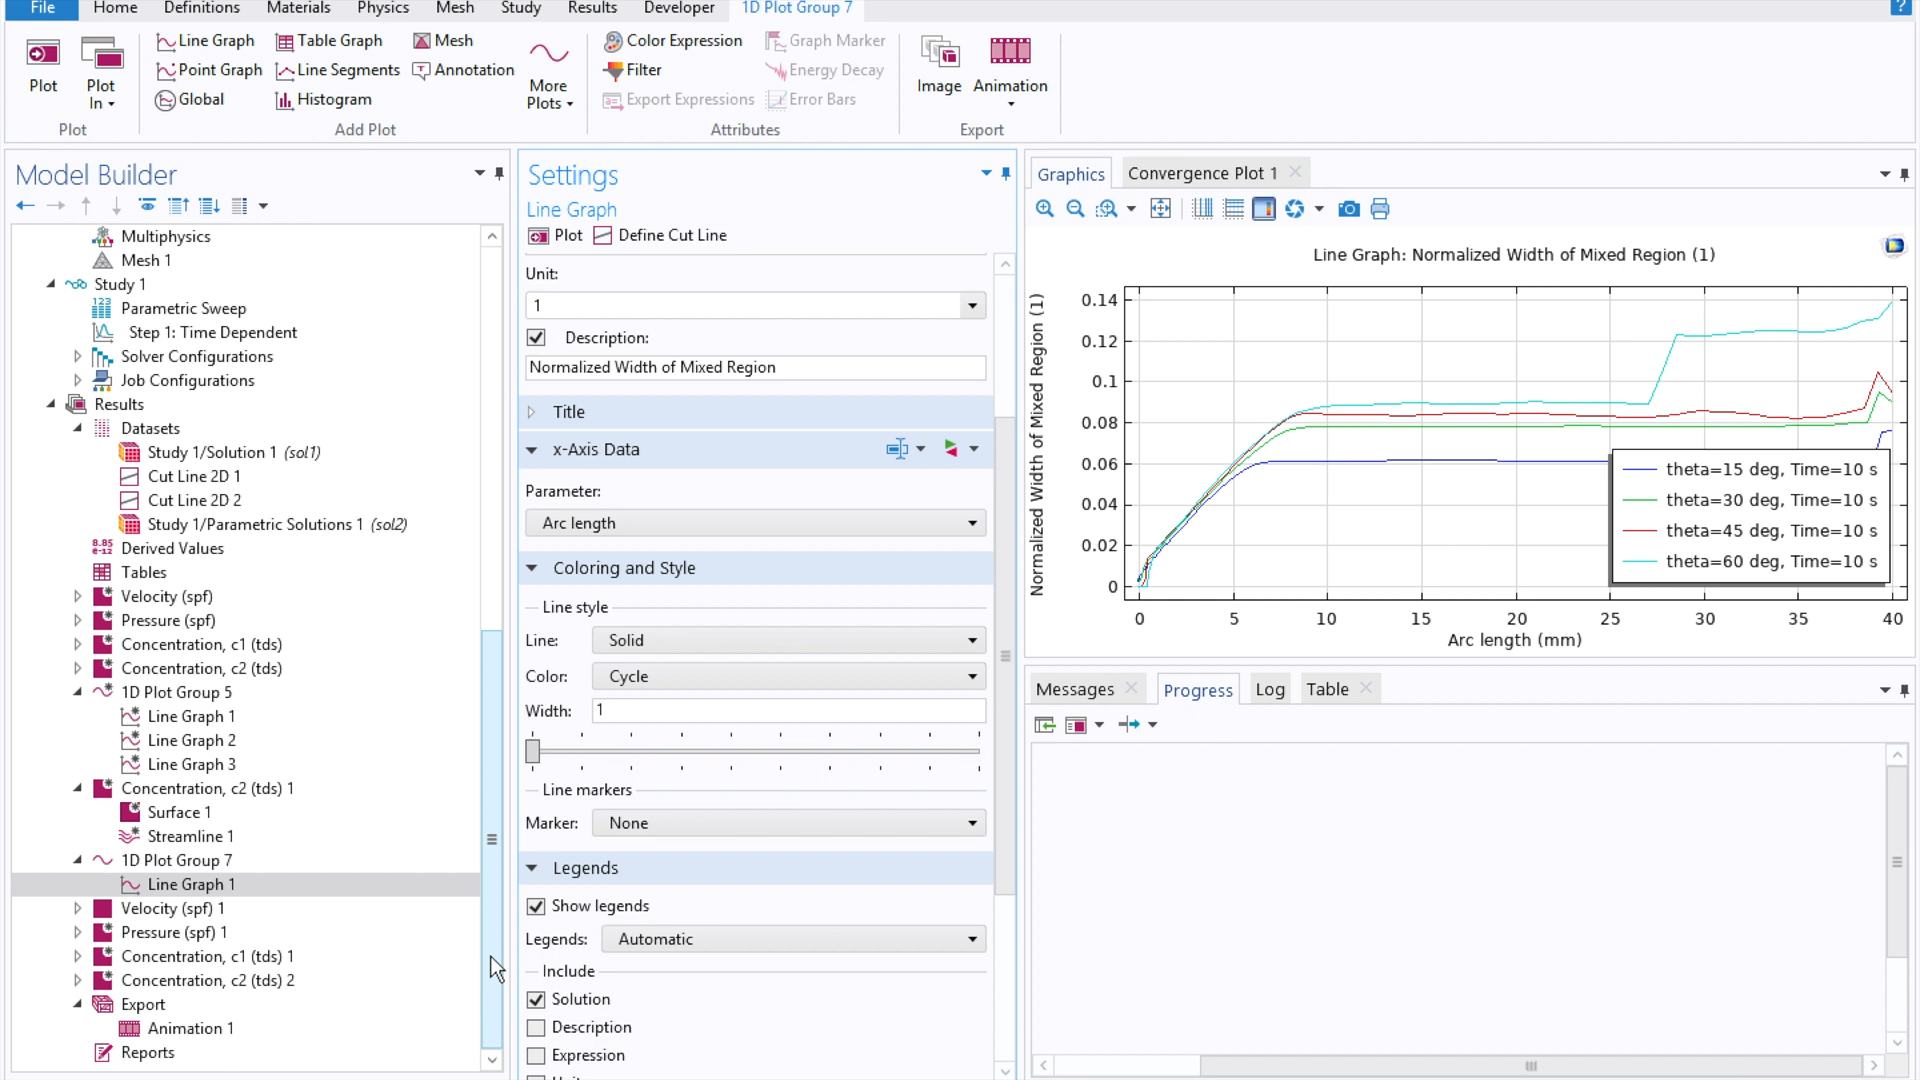 File Home Definitions Materials Physics Mesh Study Results Developer 1D Plot Group 7
?
Plot
Plot In
Line Graph
Point Graph
Global
Table Graph
Line Segments
Histogram
Mesh
Annotation
More Plots
Color Expression
Filter
Export Expressions
Graph Marker
Energy Decay
Error Bars
Image
Animation
Plot
Add Plot
Attributes
Export
Model Builder
Multiphysics
Mesh 1
Study 1
Parametric Sweep
Step 1: Time Dependent
Solver Configurations
Job Configurations
Results
Datasets
Study 1/Solution 1 (sol1)
Cut Line 2D 1
Cut Line 2D 2
Study 1/Parametric Solutions 1 (sol2)
8.85
e-12
Derived Values
Tables
Velocity (spf)
Pressure (spf)
Concentration, c1 (tds)
Concentration, c2 (tds)
1D Plot Group 5
Line Graph 1
Line Graph 2
Line Graph 3
Concentration, c2 (tds) 1
Surface 1
Streamline 1
1D Plot Group 7
Line Graph 1
Velocity (spf) 1
Pressure (spf) 1
Concentration, c1 (tds) 1
Concentration, c2 (tds) 2
Export
Animation 1
Reports
Settings
Line Graph
Plot Define Cut Line
Unit:
1
Description:
Normalized Width of Mixed Region
Title
x-Axis Data
Parameter:
Arc length
Coloring and Style
Line style
Line: Solid
Color: Cycle
Width: 1
Line markers
Marker: None
Legends
Show legends
Legends: Automatic
Include
Solution
Description
Expression
Graphics Convergence Plot 1
Line Graph: Normalized Width of Mixed Region (1)
Normalized Width of Mixed Region (1)
0.14
0.12
0.1
0.08
0.06
0.04
0.02
0
theta=15 deg, Time=10 s
theta=30 deg, Time=10 s
theta=45 deg, Time=10 s
theta=60 deg, Time=10 s
0 5 10 15 20 25 30 35 40
Arc length (mm)
Messages Progress Log Table